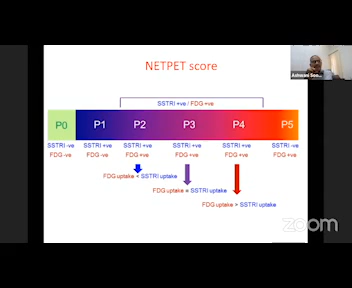 NETPET score
Ashwani Soo...
SSTRI +ve / FDG +ve
P0 P1 P2 P3 P4 P5
SSTRI -ve SSTRI +ve SSTRI +ve SSTRI +ve SSTRI +ve SSTRI -ve
FDG -ve FDG -ve FDG +ve FDG +ve FDG +ve FDG +ve
FDG uptake < SSTRI uptake
FDG uptake = SSTRI uptake
FDG uptake > SSTRI uptake
zoom